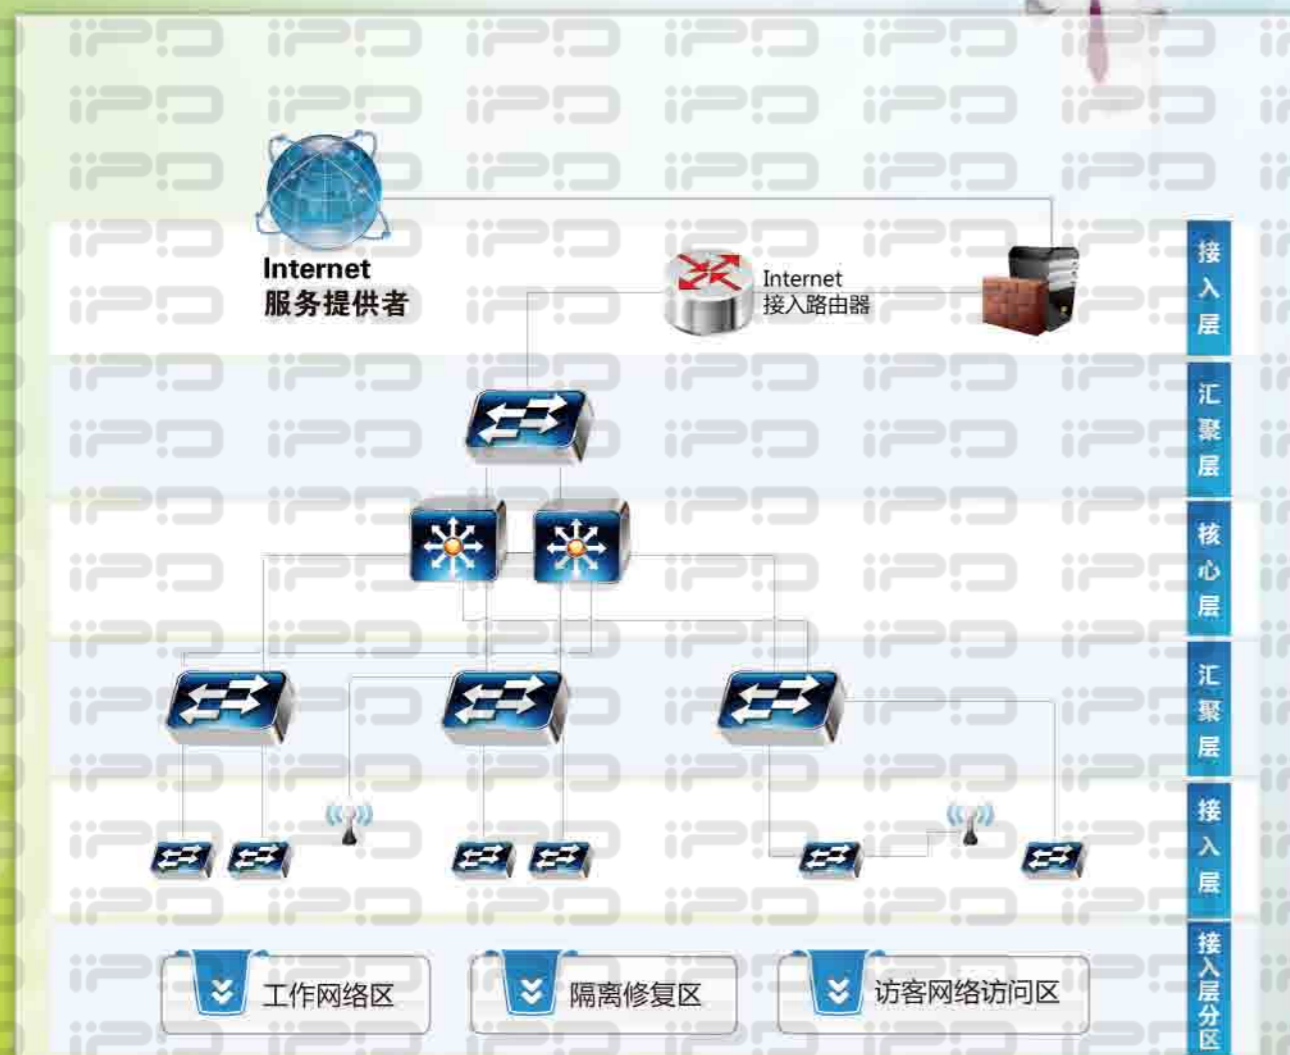 Internet
服务提供者
Internet
接入路由器
接入层
汇聚层
核心层
汇聚层
接入层
接入层分区
工作网络区
隔离修复区
访客网络访问区